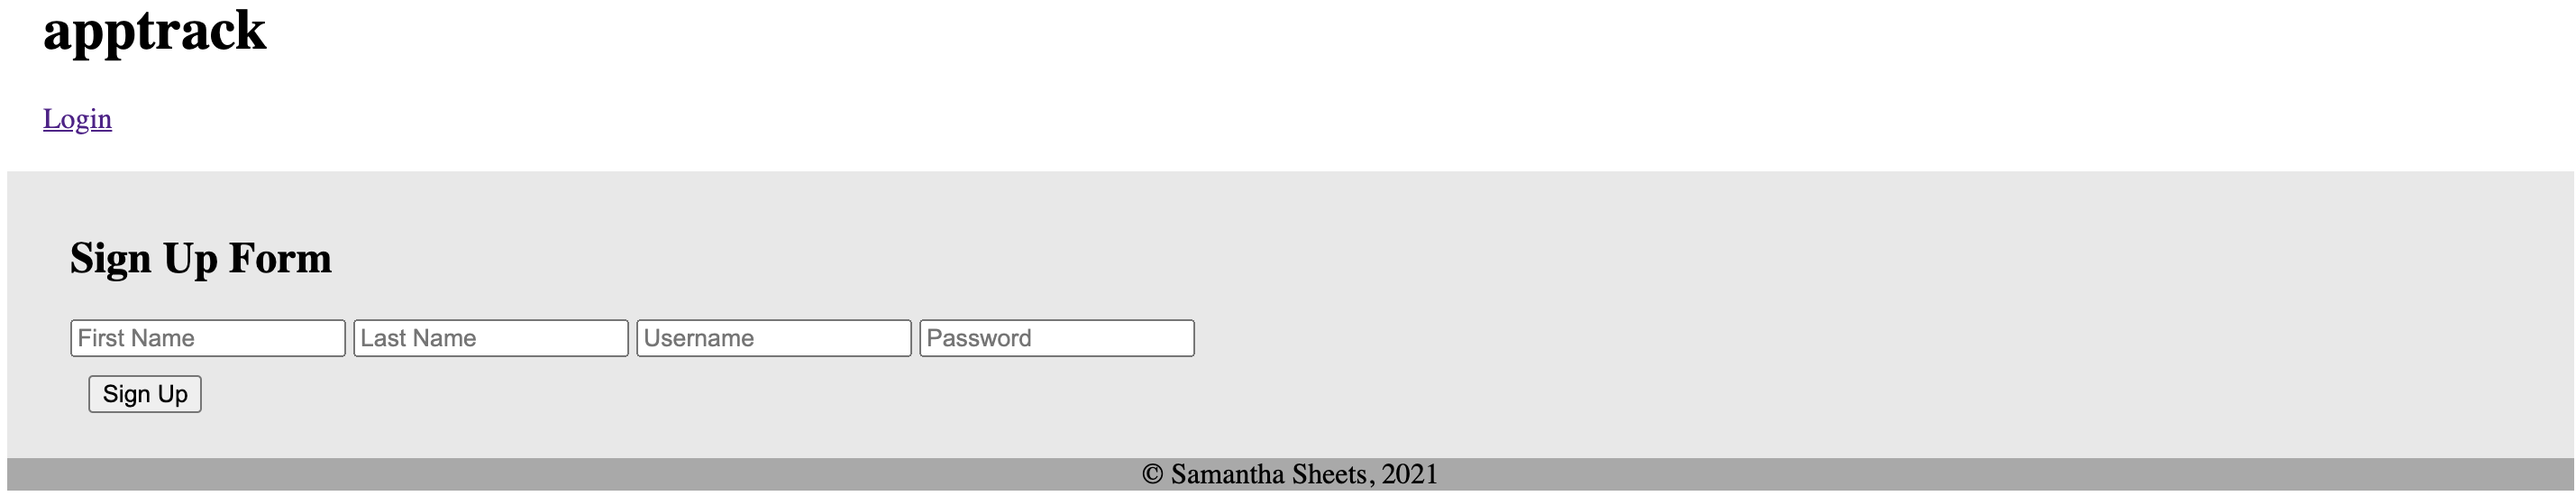 apptrack
Login
Sign Up Form
First Name Last Name Username Password
Sign Up
© Samantha Sheets, 2021